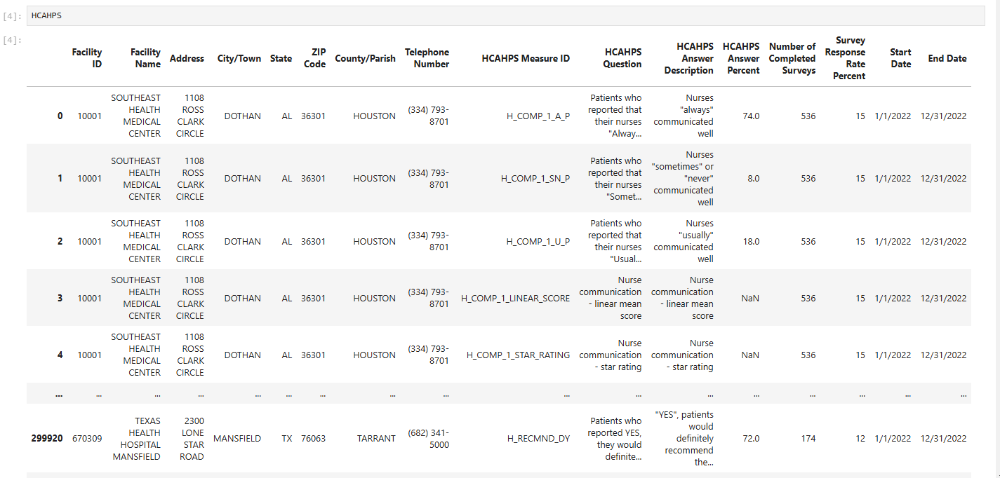 [4]: HCAHPS
[4]:
Facility ID Facility Name Address City/Town State ZIP Code County/Parish Telephone Number HCAHPS Measure ID HCAHPS Question HCAHPS Answer Description HCAHPS Answer Percent Number of Completed Surveys Survey Response Rate Percent Start Date End Date
0 10001 SOUTHEAST HEALTH MEDICAL CENTER 1108 ROSS CLARK CIRCLE DOTHAN AL 36301 HOUSTON (334) 793-8701 H_COMP_1_A_P Patients who reported that their nurses "Alway... Nurses "always" communicated well 74.0 536 15 1/1/2022 12/31/2022
1 10001 SOUTHEAST HEALTH MEDICAL CENTER 1108 ROSS CLARK CIRCLE DOTHAN AL 36301 HOUSTON (334) 793-8701 H_COMP_1_SN_P Patients who reported that their nurses "Somet... Nurses "sometimes" or "never" communicated well 8.0 536 15 1/1/2022 12/31/2022
2 10001 SOUTHEAST HEALTH MEDICAL CENTER 1108 ROSS CLARK CIRCLE DOTHAN AL 36301 HOUSTON (334) 793-8701 H_COMP_1_U_P Patients who reported that their nurses "Usual... Nurses "usually" communicated well 18.0 536 15 1/1/2022 12/31/2022
3 10001 SOUTHEAST HEALTH MEDICAL CENTER 1108 ROSS CLARK CIRCLE DOTHAN AL 36301 HOUSTON (334) 793-8701 H_COMP_1_LINEAR_SCORE Nurse communication - linear mean score Nurse communication - linear mean score NaN 536 15 1/1/2022 12/31/2022
4 10001 SOUTHEAST HEALTH MEDICAL CENTER 1108 ROSS CLARK CIRCLE DOTHAN AL 36301 HOUSTON (334) 793-8701 H_COMP_1_STAR_RATING Nurse communication - star rating Nurse communication - star rating NaN 536 15 1/1/2022 12/31/2022
... ... ... ... ... ... ... ... ... ... ... ... ... ... ... ... ...
299920 670309 TEXAS HEALTH HOSPITAL MANSFIELD 2300 LONE STAR ROAD MANSFIELD TX 76063 TARRANT (682) 341-5000 H_RECMND_DY Patients who reported YES, they would definite... "YES", patients would definitely recommend the... 72.0 174 12 1/1/2022 12/31/2022